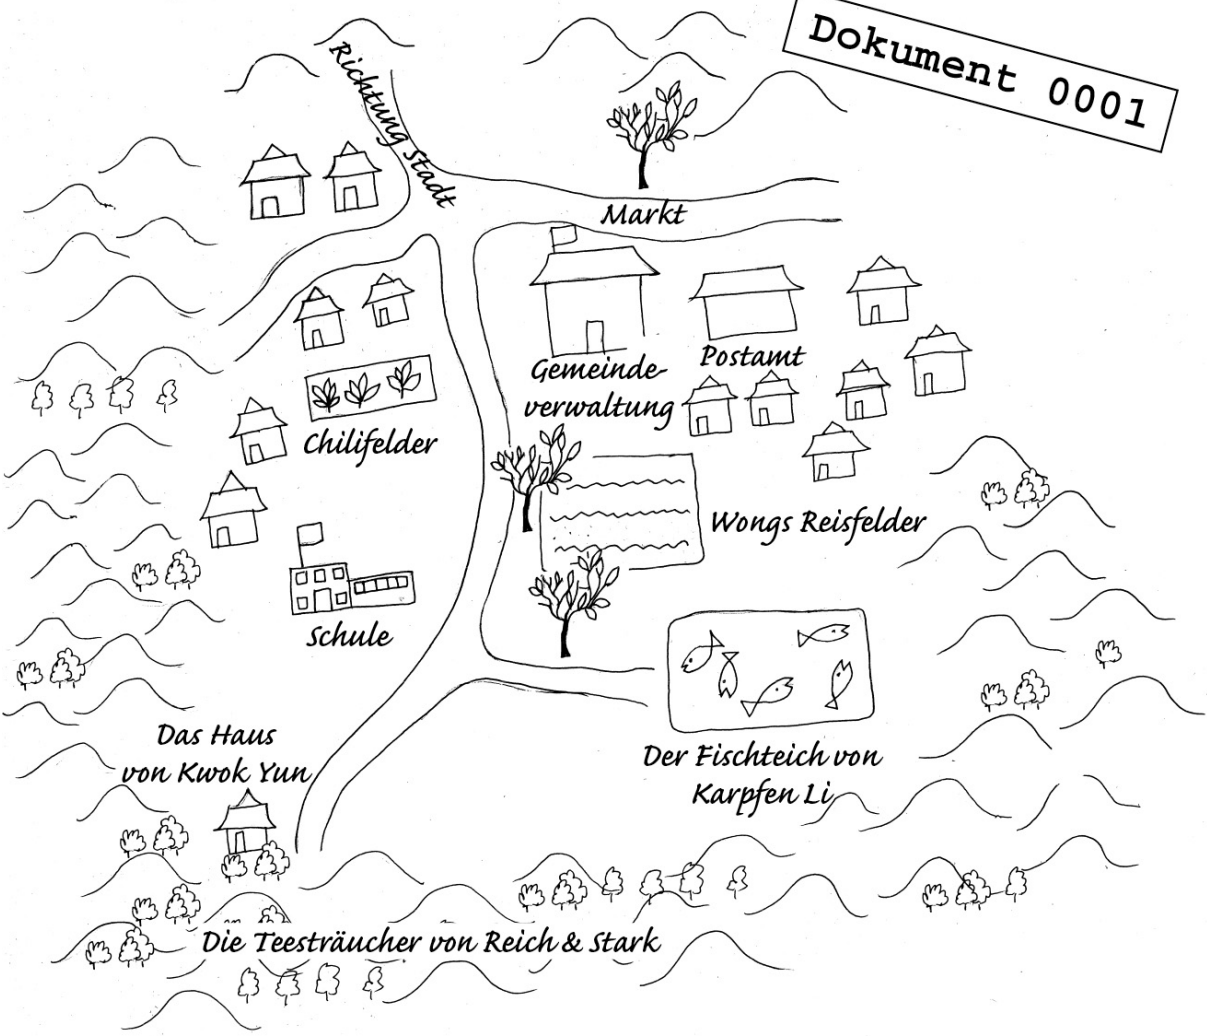 Dokument 0001
Richtung Stadt
Markt
Gemeinde-
verwaltung
Postamt
Chilifelder
Wongs Reisfelder
Schule
Das Haus
von Kwok Yun
Der Fischteich von
Karpfen Li
Die Teesträucher von Reich & Stark